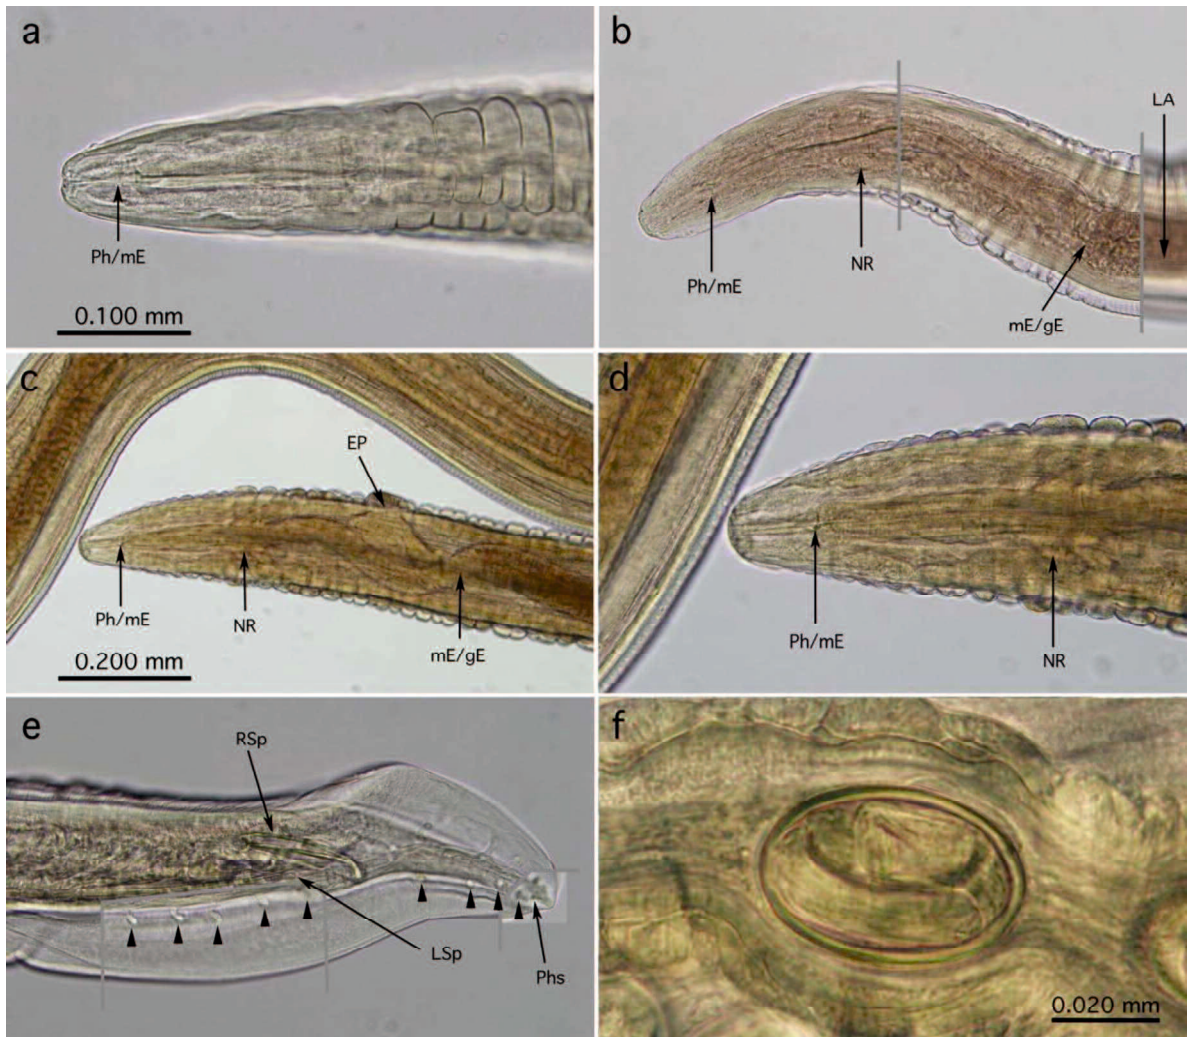 a
Ph/mE
0.100 mm
b
LA
Ph/mE
NR
mE/gE
c
EP
Ph/mE
NR
mE/gE
0.200 mm
d
Ph/mE
NR
e
RSp
LSp
Phs
f
0.020 mm